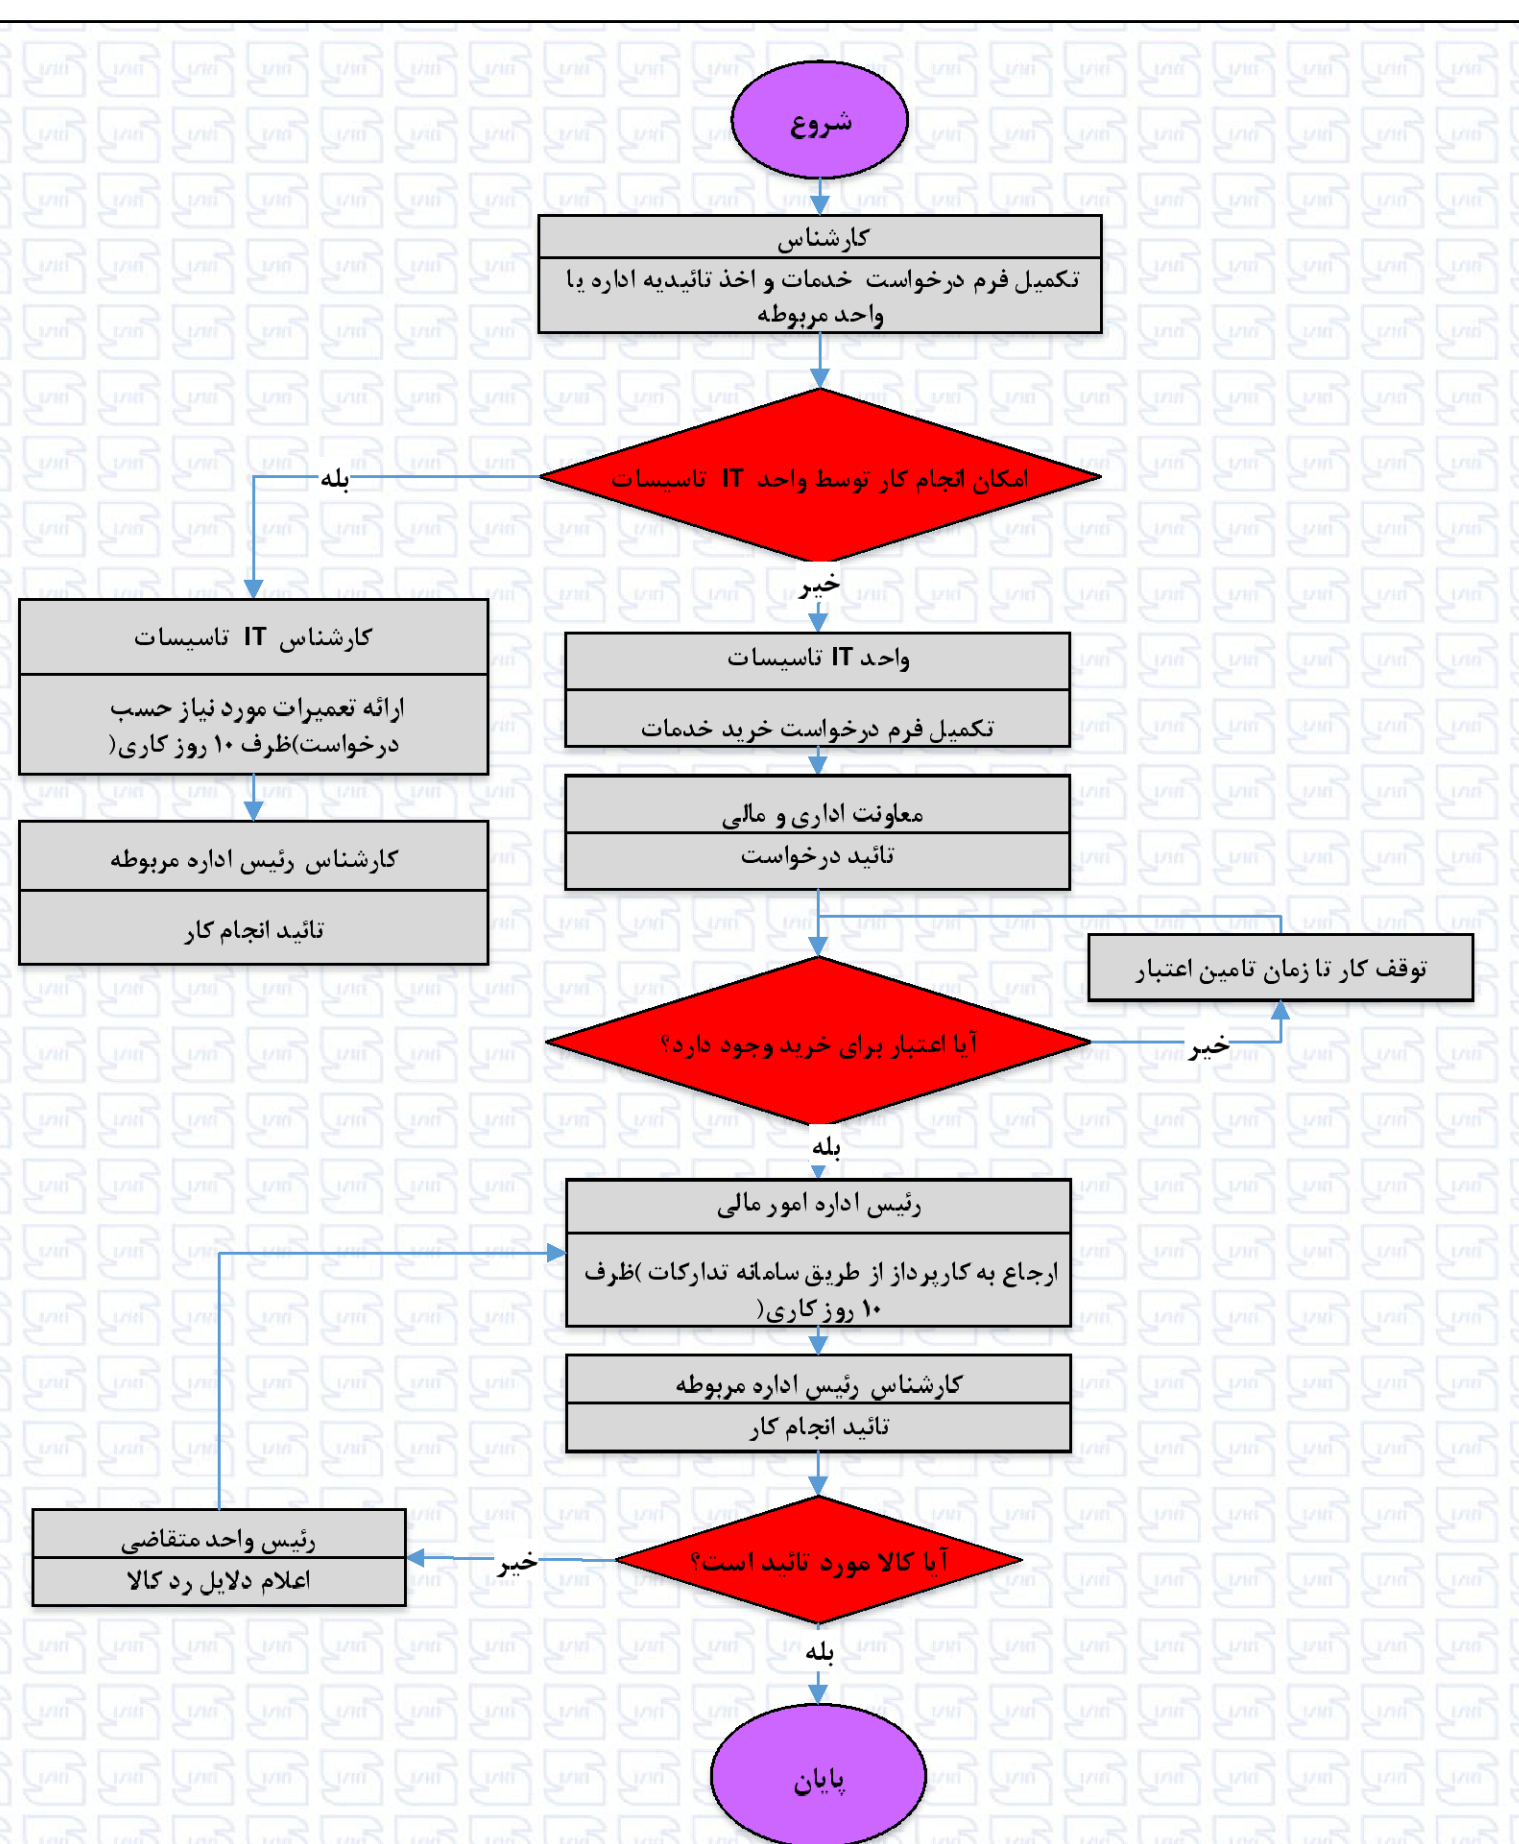 شروع
کارشناس
تکمیل فرم درخواست خدمات و اخذ تائیدیه اداره یا
واحد مربوطه
امکان انجام کار توسط واحد IT تاسیسات
بله
خیر
کارشناس IT تاسیسات
ارائه تعمیرات مورد نیاز حسب
درخواست)ظرف ۱۰ روز کاری(
کارشناس رئیس اداره مربوطه
تائید انجام کار
واحد IT تاسیسات
تکمیل فرم درخواست خرید خدمات
معاونت اداری و مالی
تائید درخواست
توقف کار تا زمان تامین اعتبار
آیا اعتبار برای خرید وجود دارد؟
خیر
بله
رئیس اداره امور مالی
ارجاع به کارپرداز از طریق سامانه تدارکات )ظرف
۱۰ روز کاری(
کارشناس رئیس اداره مربوطه
تائید انجام کار
آیا کالا مورد تائید است؟
خیر
رئیس واحد متقاضی
اعلام دلایل رد کالا
بله
پایان